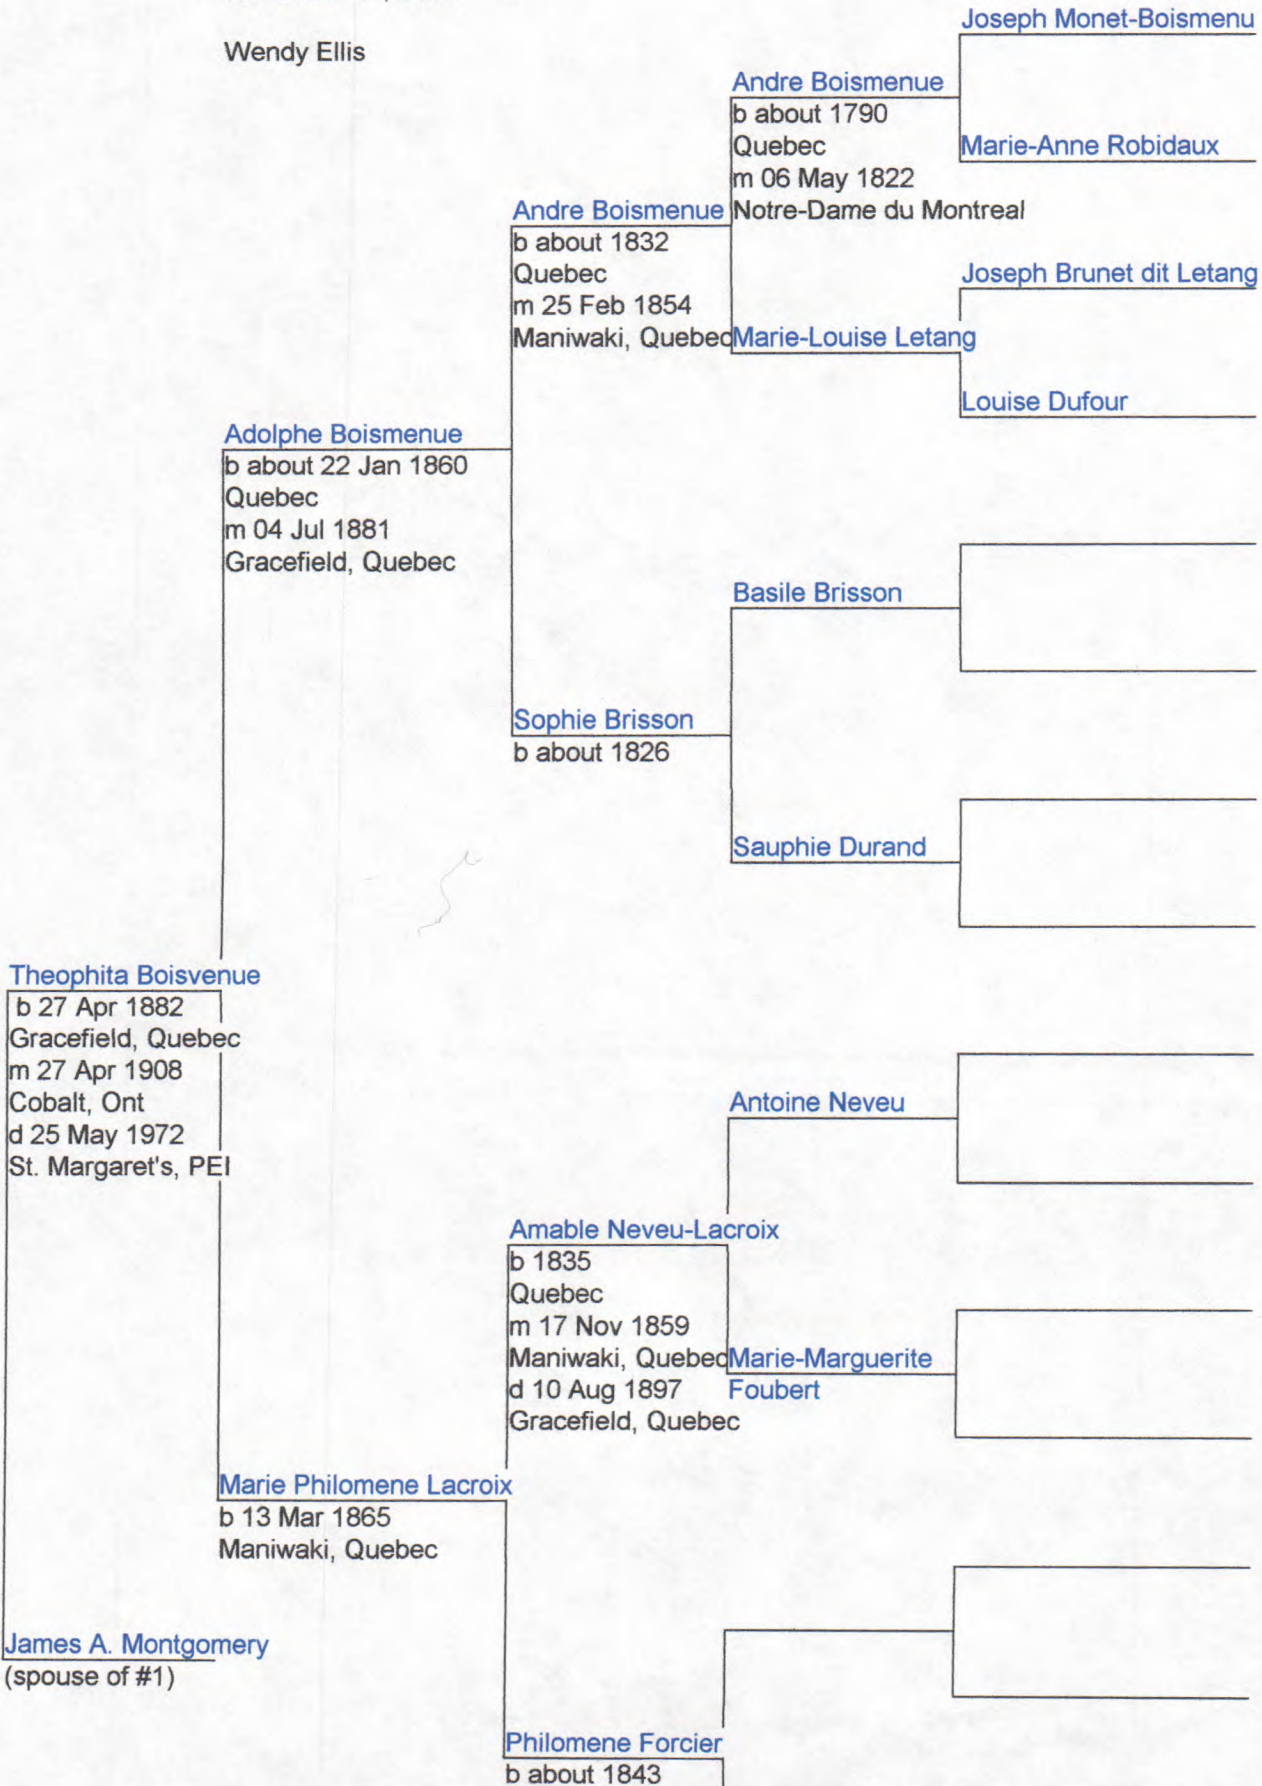 Wendy Ellis
Joseph Monet-Boismenu
Andre Boismenue
b about 1790
Quebec
m 06 May 1822
Notre-Dame du Montreal
Marie-Anne Robidaux
Andre Boismenue
b about 1832
Quebec
m 25 Feb 1854
Maniwaki, Quebec
Joseph Brunet dit Letang
Marie-Louise Letang
Louise Dufour
Adolphe Boismenue
b about 22 Jan 1860
Quebec
m 04 Jul 1881
Gracefield, Quebec
Basile Brisson
Sophie Brisson
b about 1826
Sauphie Durand
Theophita Boisvenue
b 27 Apr 1882
Gracefield, Quebec
m 27 Apr 1908
Cobalt, Ont
d 25 May 1972
St. Margaret's, PEI
Antoine Neveu
Amable Neveu-Lacroix
b 1835
Quebec
m 17 Nov 1859
Maniwaki, Quebec
d 10 Aug 1897
Gracefield, Quebec
Marie-Marguerite
Foubert
Marie Philomene Lacroix
b 13 Mar 1865
Maniwaki, Quebec
James A. Montgomery
(spouse of #1)
Philomene Forcier
b about 1843